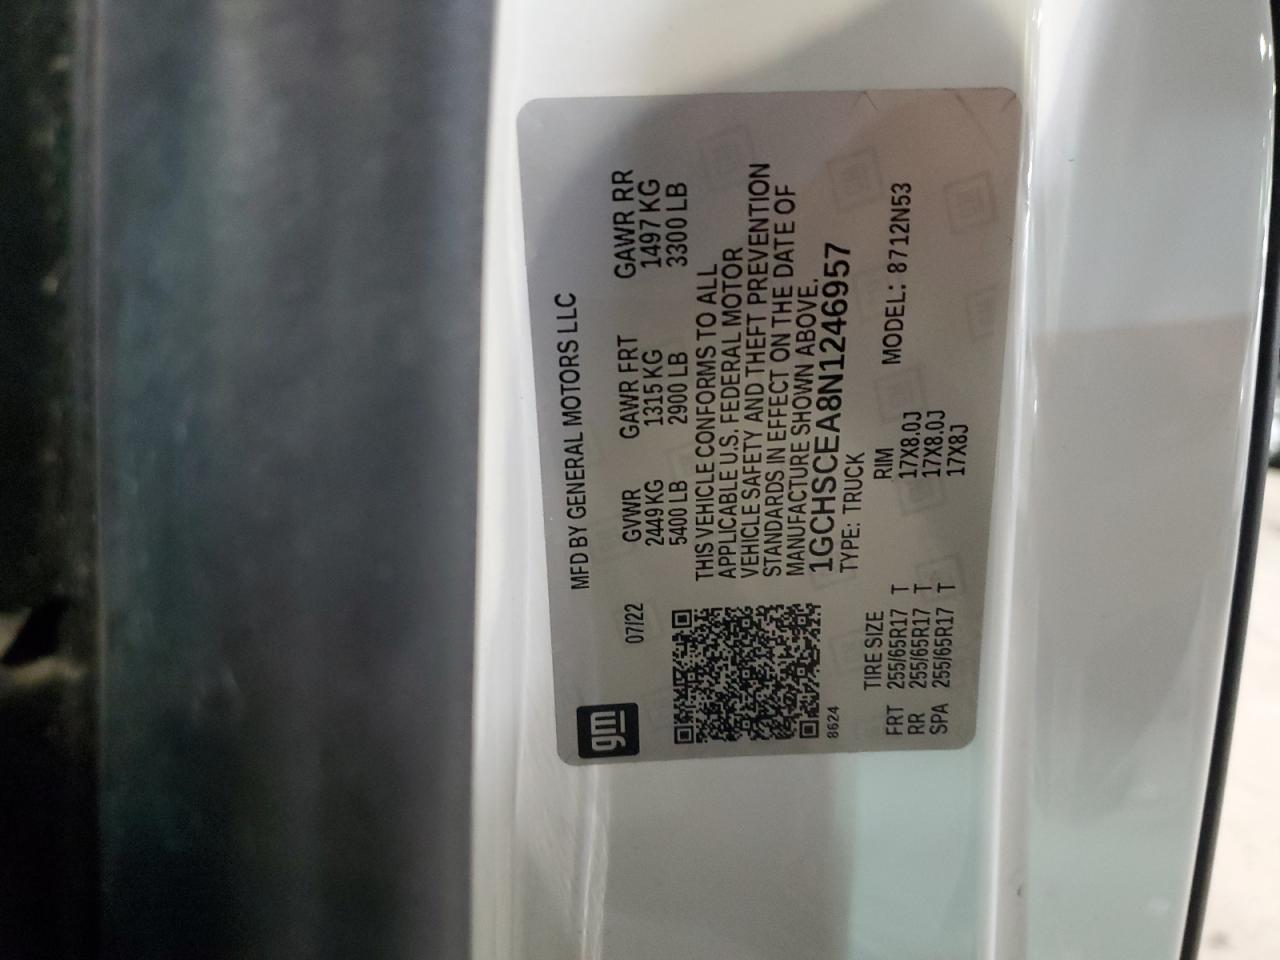 gm
MFD BY GENERAL MOTORS LLC
07/22
GVWR GAWR FRT GAWR RR
2449 KG 1315 KG 1497 KG
5400 LB 2900 LB 3300 LB
THIS VEHICLE CONFORMS TO ALL
APPLICABLE U.S. FEDERAL MOTOR
VEHICLE SAFETY AND THEFT PREVENTION
STANDARDS IN EFFECT ON THE DATE OF
MANUFACTURE SHOWN ABOVE.
1GCHSCEA8N1246957
8624
TYPE: TRUCK
TIRE SIZE RIM MODEL: 8712N53
FRT 255/65R17 T 17X8.0J
RR 255/65R17 T 17X8.0J
SPA 255/65R17 T 17X8J